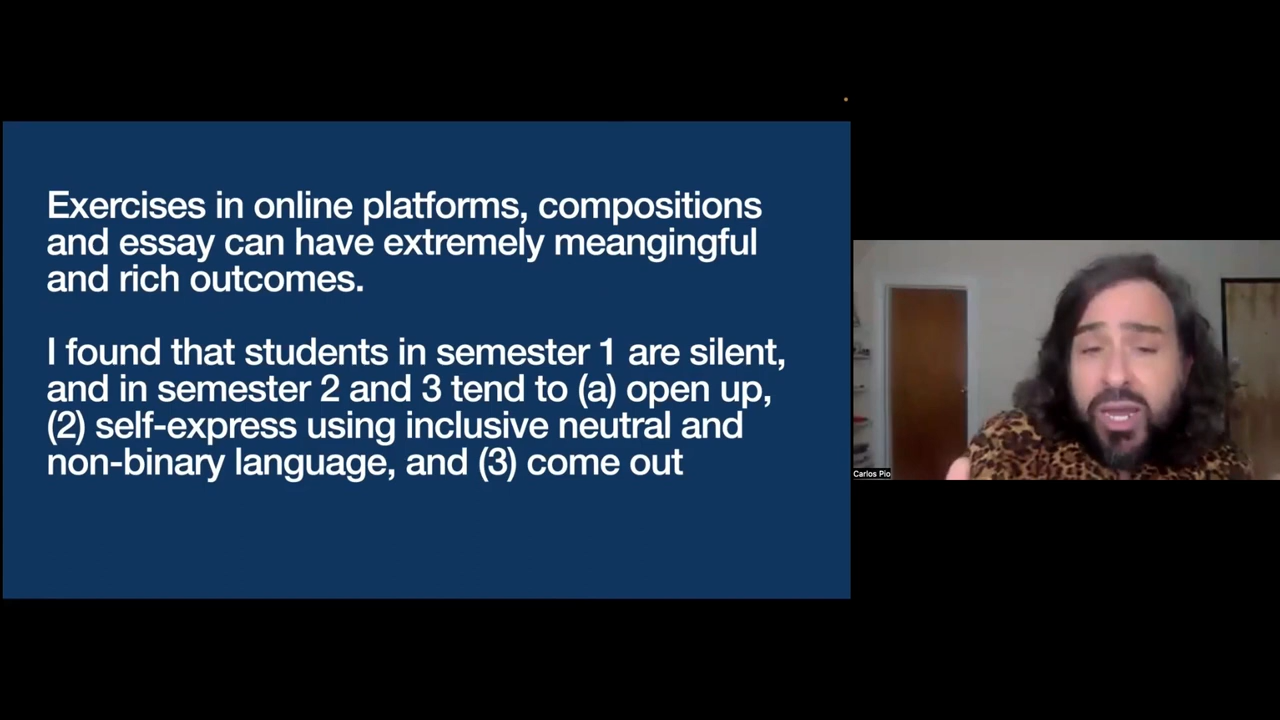 Exercises in online platforms, compositions
and essay can have extremely meangingful
and rich outcomes.
I found that students in semester 1 are silent,
and in semester 2 and 3 tend to (a) open up,
(2) self-express using inclusive neutral and
non-binary language, and (3) come out
Carlos Pio